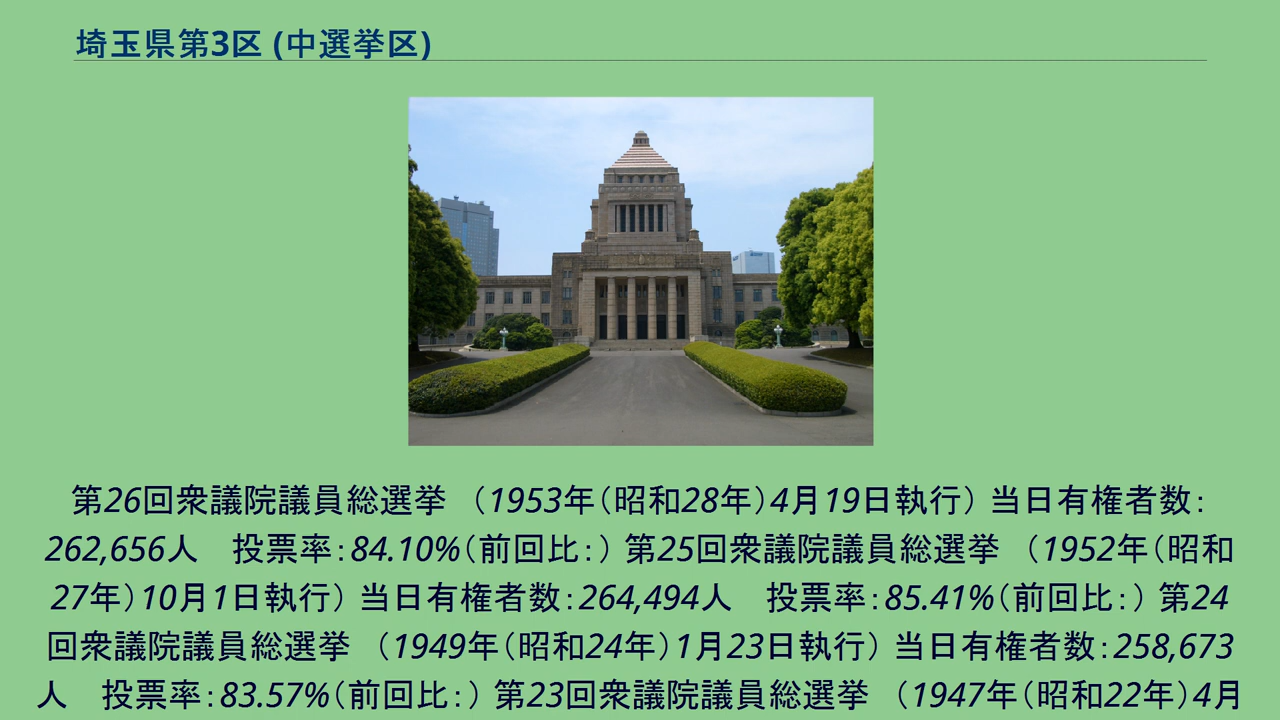 埼玉県第3区 (中選挙区)
第26回衆議院議員総選挙　（1953年（昭和28年）4月19日執行） 当日有権者数：
262,656人　投票率：84.10%（前回比：） 第25回衆議院議員総選挙　（1952年（昭和
27年）10月1日執行） 当日有権者数：264,494人　投票率：85.41%（前回比：） 第24
回衆議院議員総選挙　（1949年（昭和24年）1月23日執行） 当日有権者数：258,673
人　投票率：83.57%（前回比：） 第23回衆議院議員総選挙　（1947年（昭和22年）4月